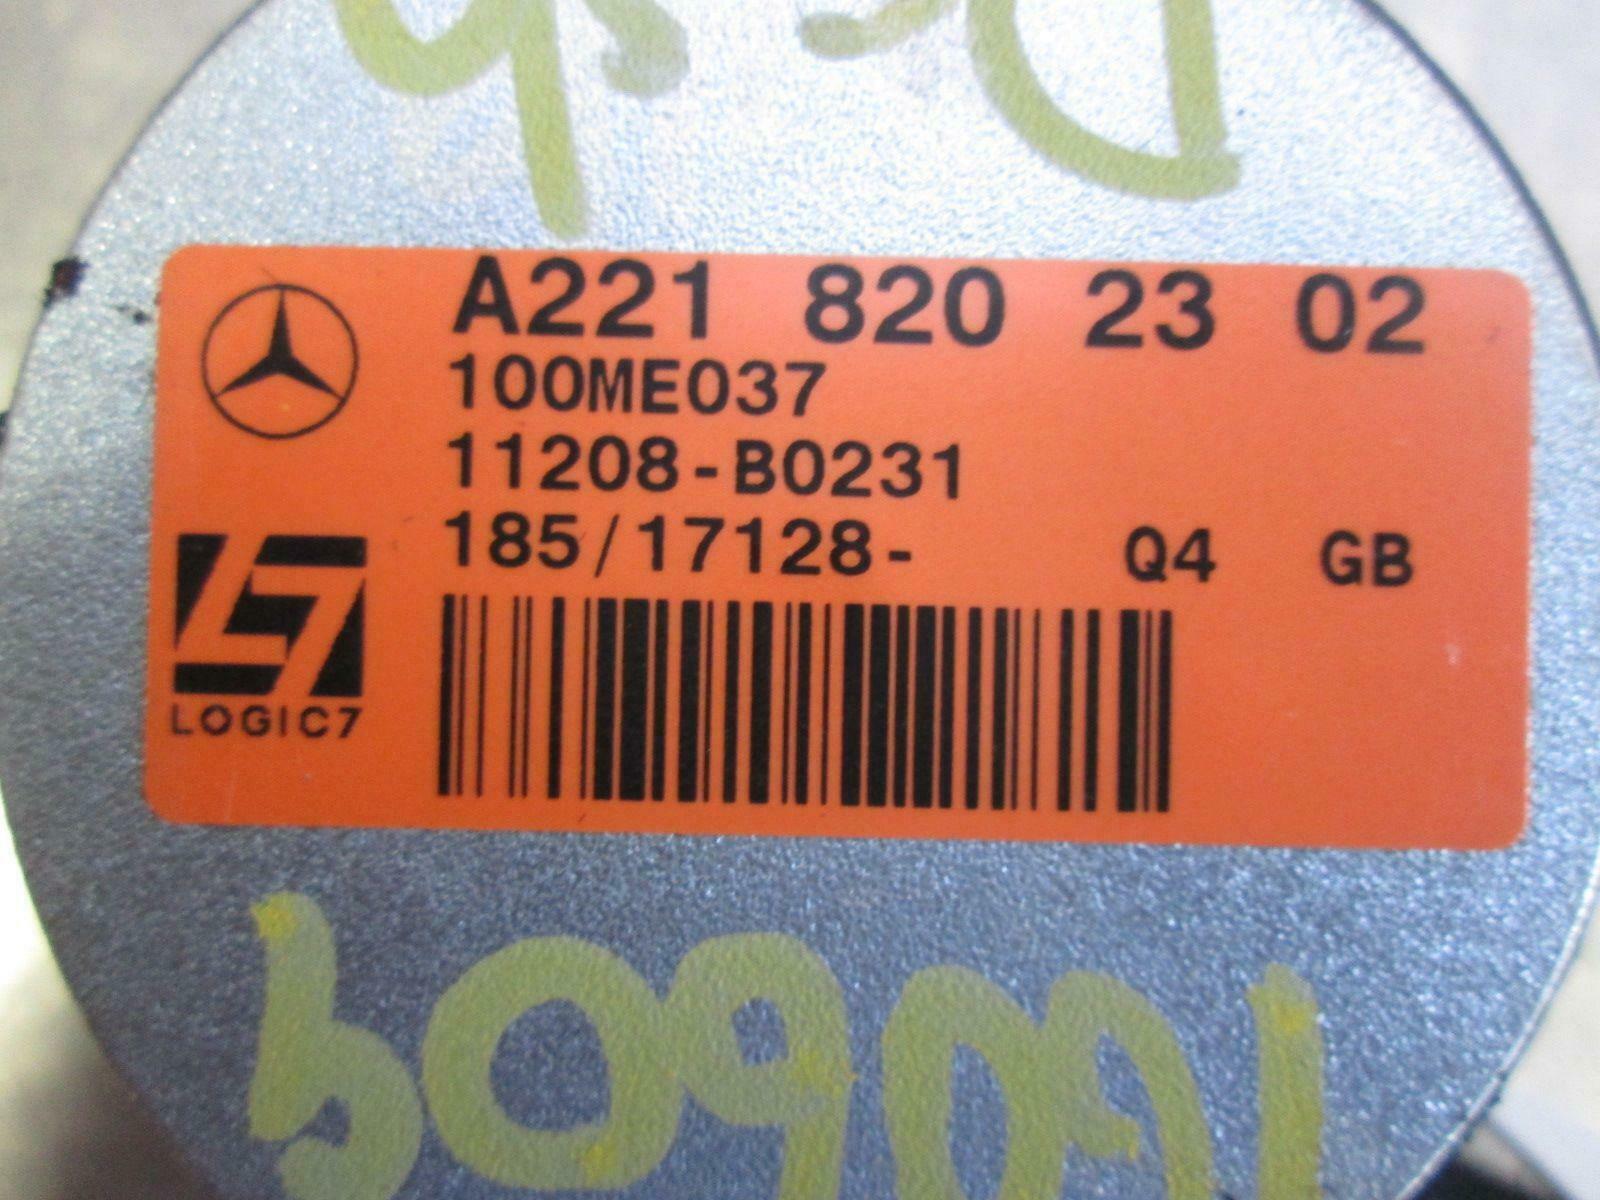 A221 820 23 02
100ME037
11208-B0231
185/17128- Q4 GB
LOGIC7